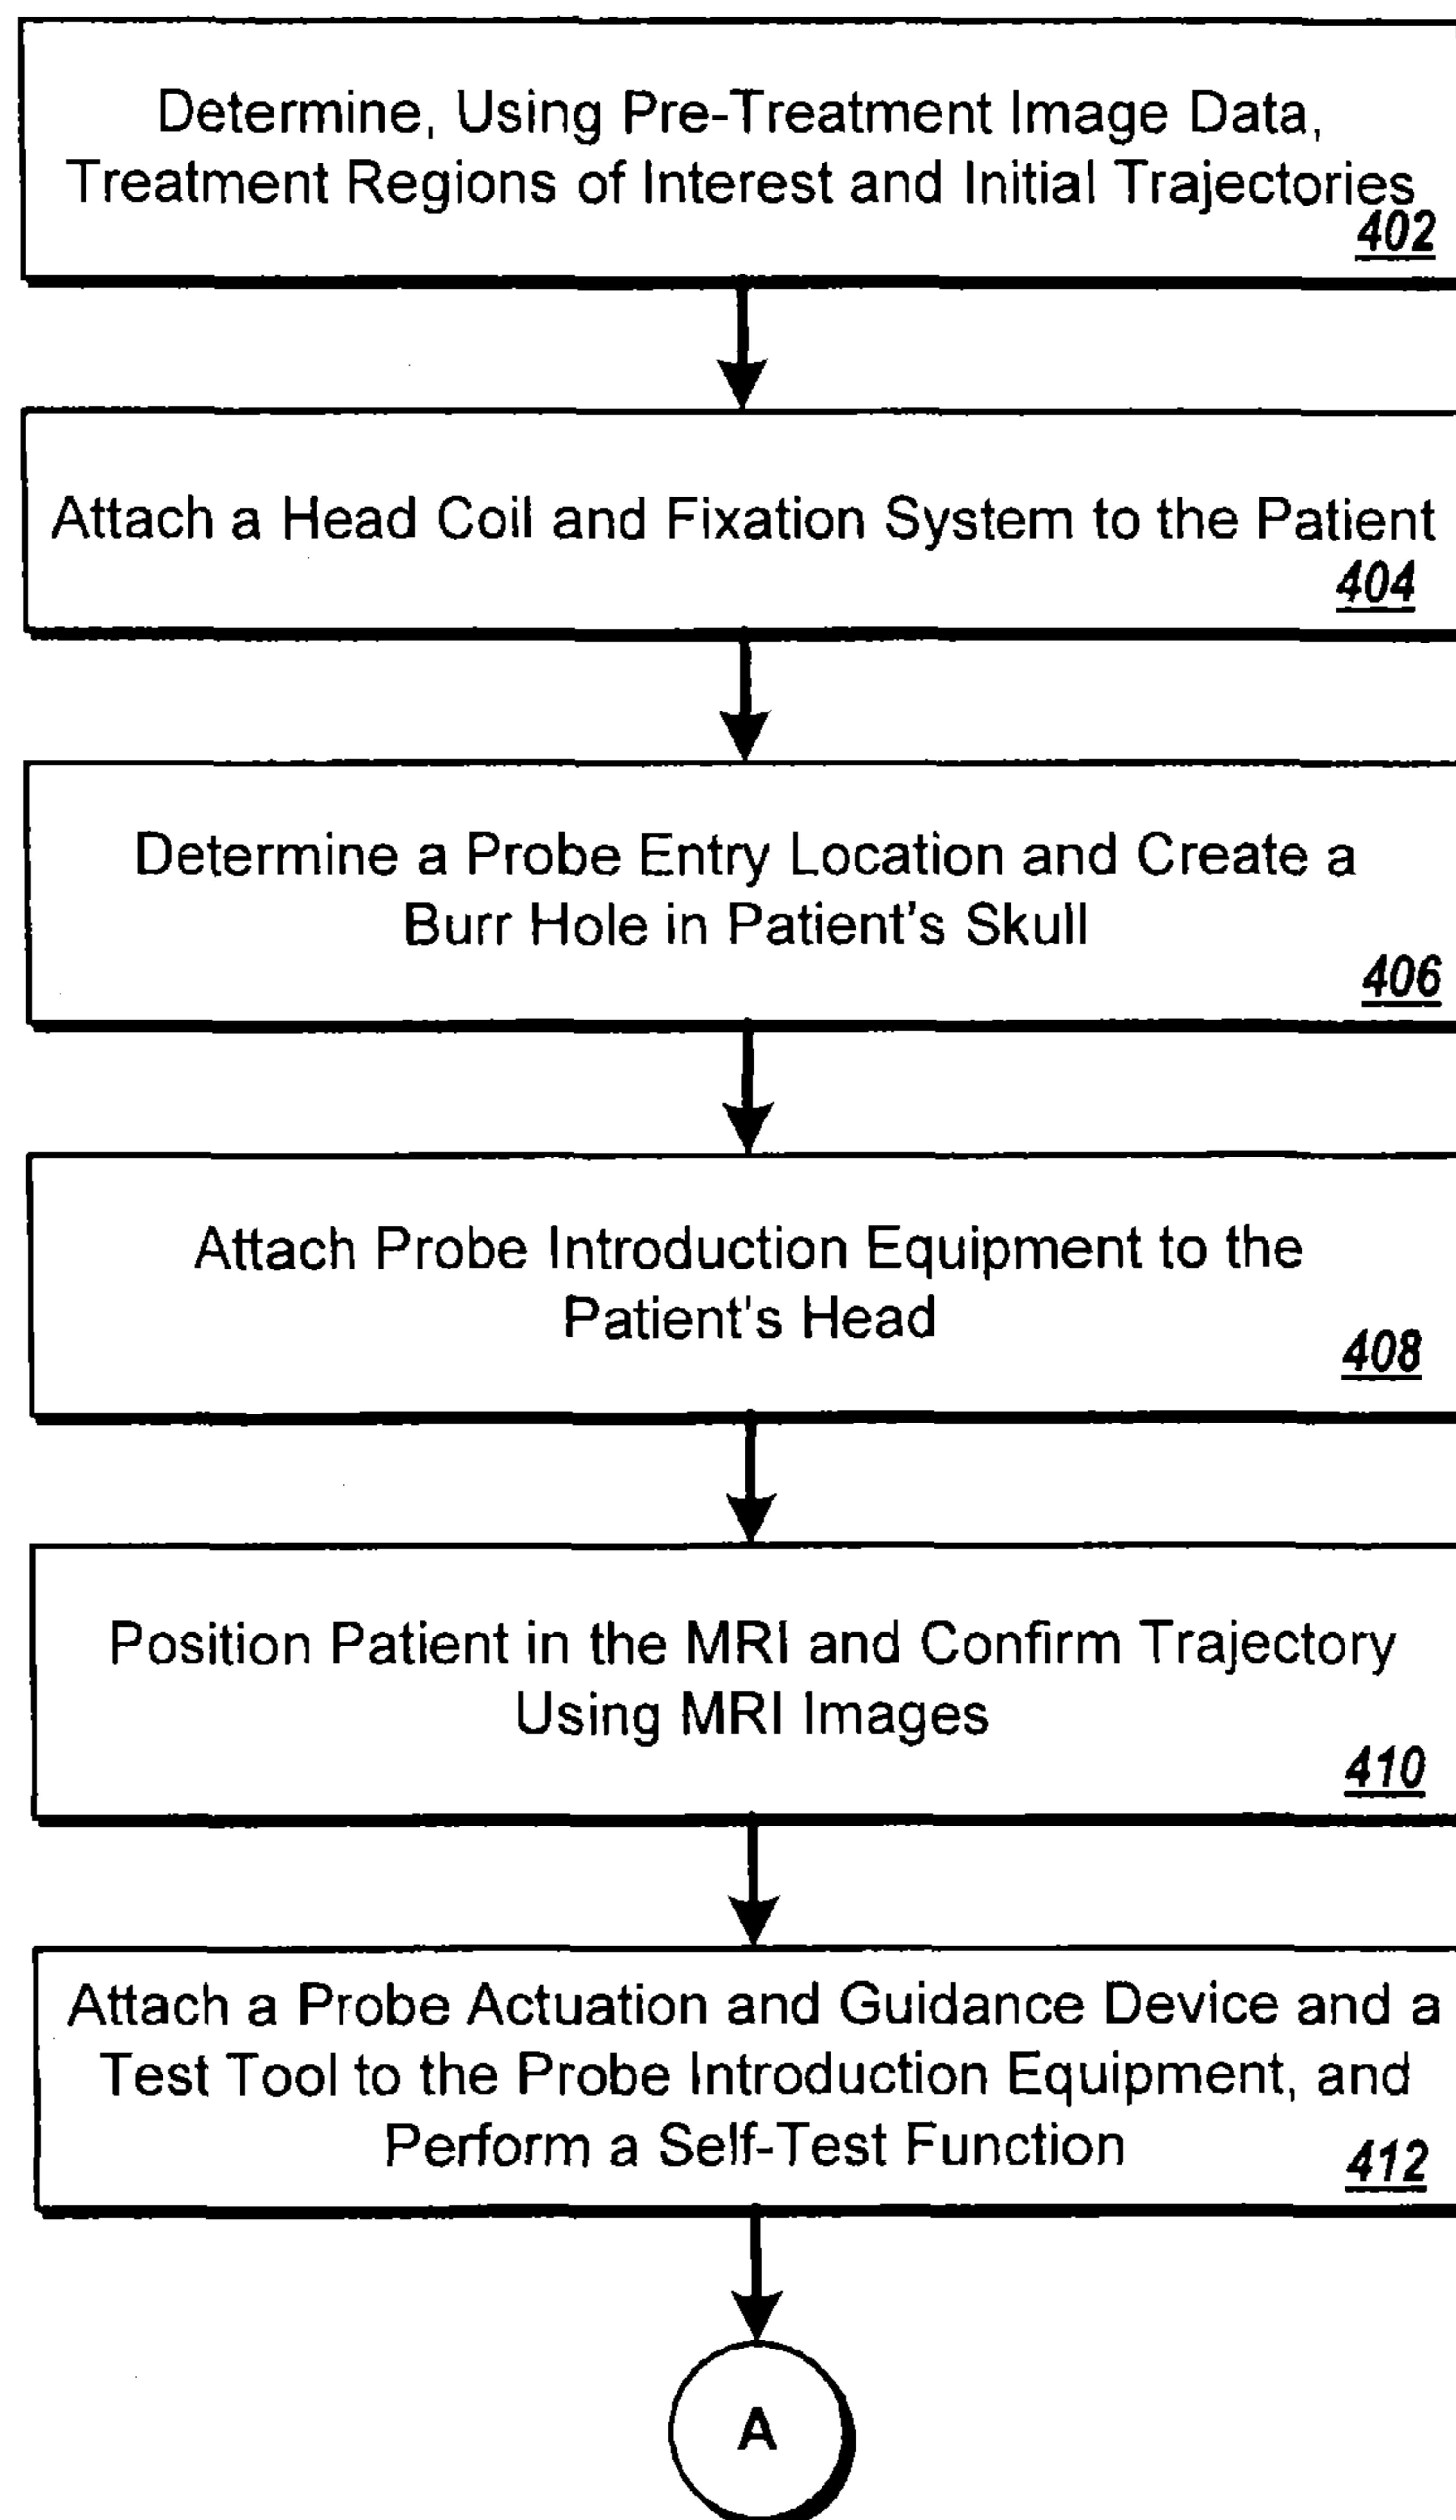 Determine, Using Pre-Treatment Image Data,
Treatment Regions of Interest and Initial Trajectories
402
Attach a Head Coil and Fixation System to the Patient
404
Determine a Probe Entry Location and Create a
Burr Hole in Patient's Skull
406
Attach Probe Introduction Equipment to the
Patient's Head
408
Position Patient in the MRI and Confirm Trajectory
Using MRI Images
410
Attach a Probe Actuation and Guidance Device and a
Test Tool to the Probe Introduction Equipment, and
Perform a Self-Test Function
412
A